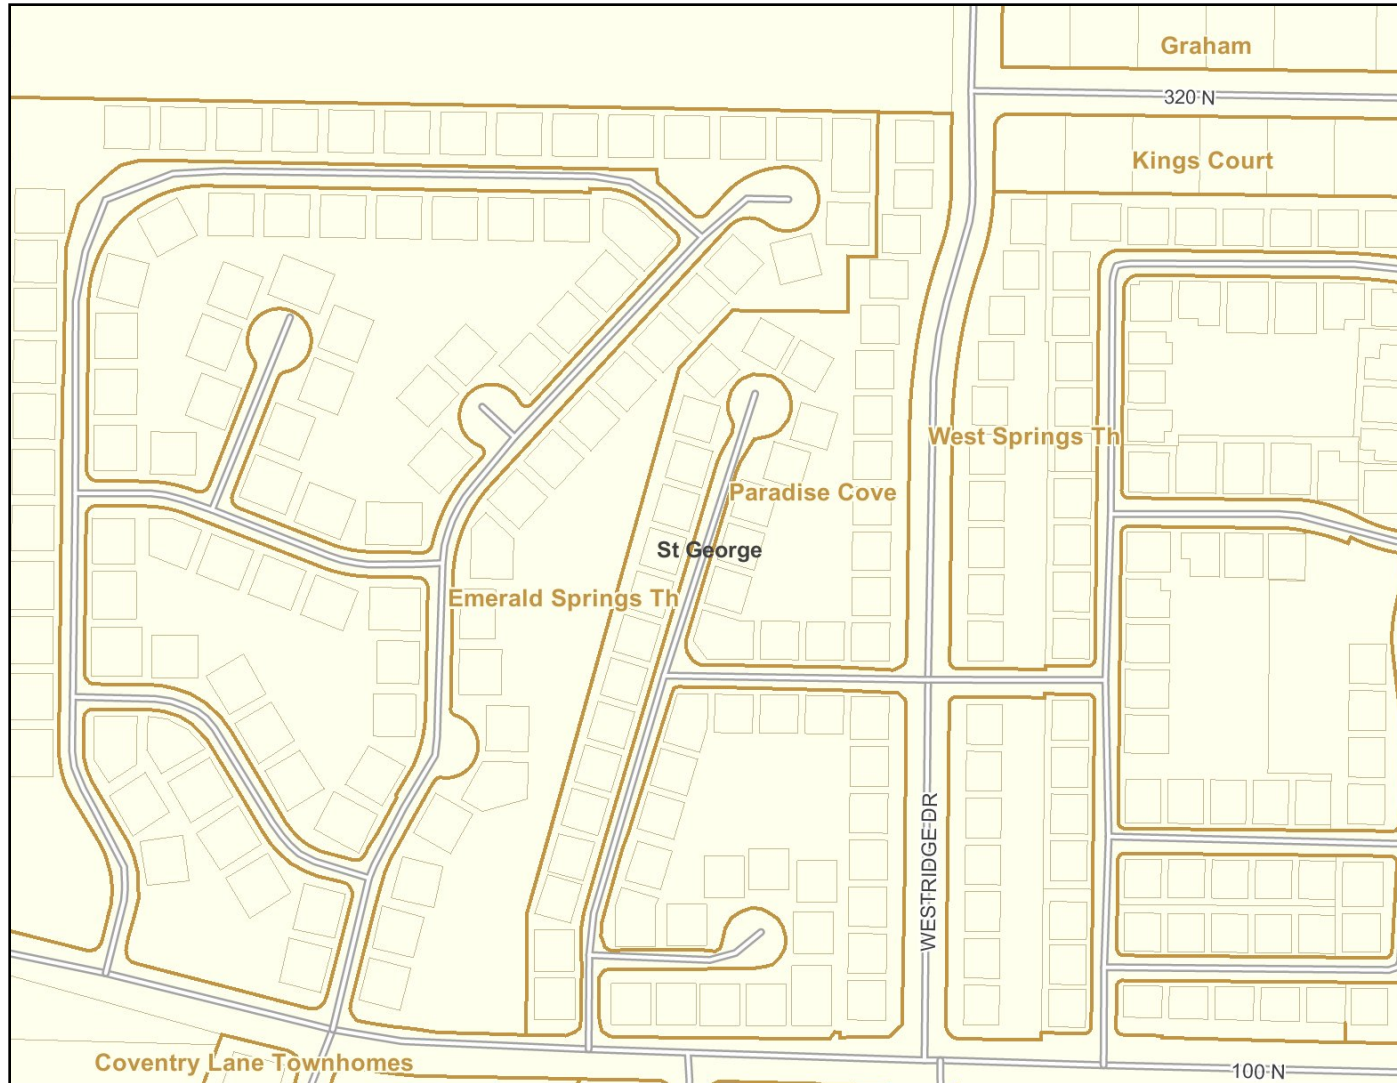 Graham
320 N
Kings Court
West Springs Th
Paradise Cove
St George
Emerald Springs Th
WESTRIDGE DR
Coventry Lane Townhomes
100 N